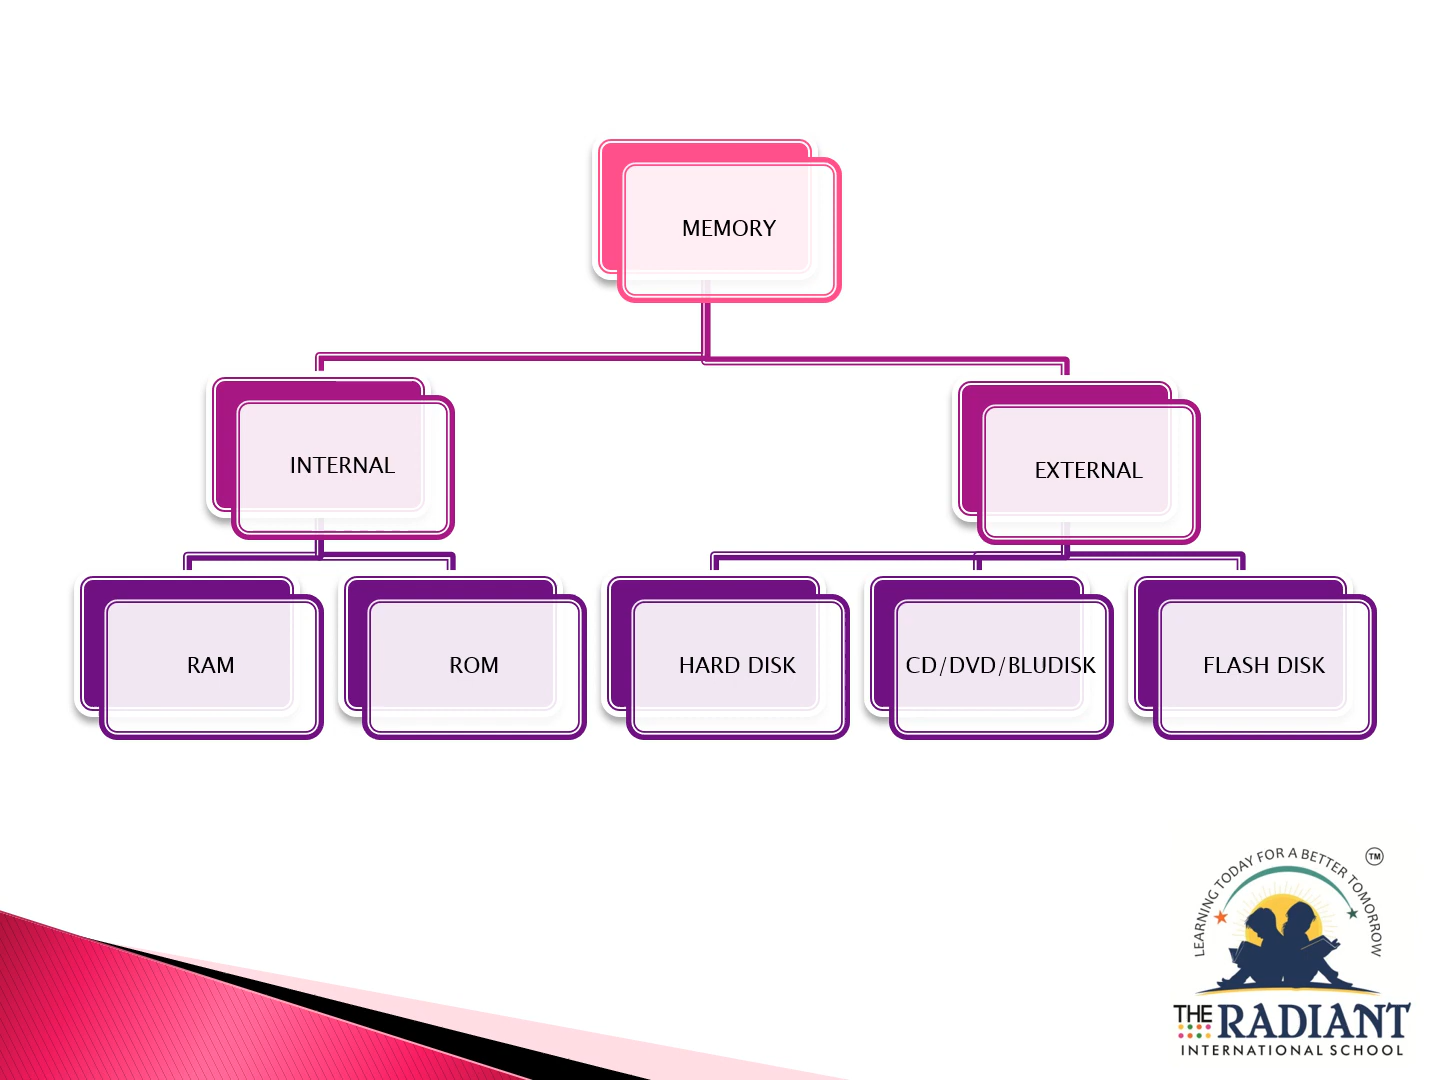 MEMORY
INTERNAL
EXTERNAL
RAM
ROM
HARD DISK
CD/DVD/BLUDISK
FLASH DISK
LEARNING TODAY FOR A BETTER TOMORROW
TM
THE RADIANT
INTERNATIONAL SCHOOL